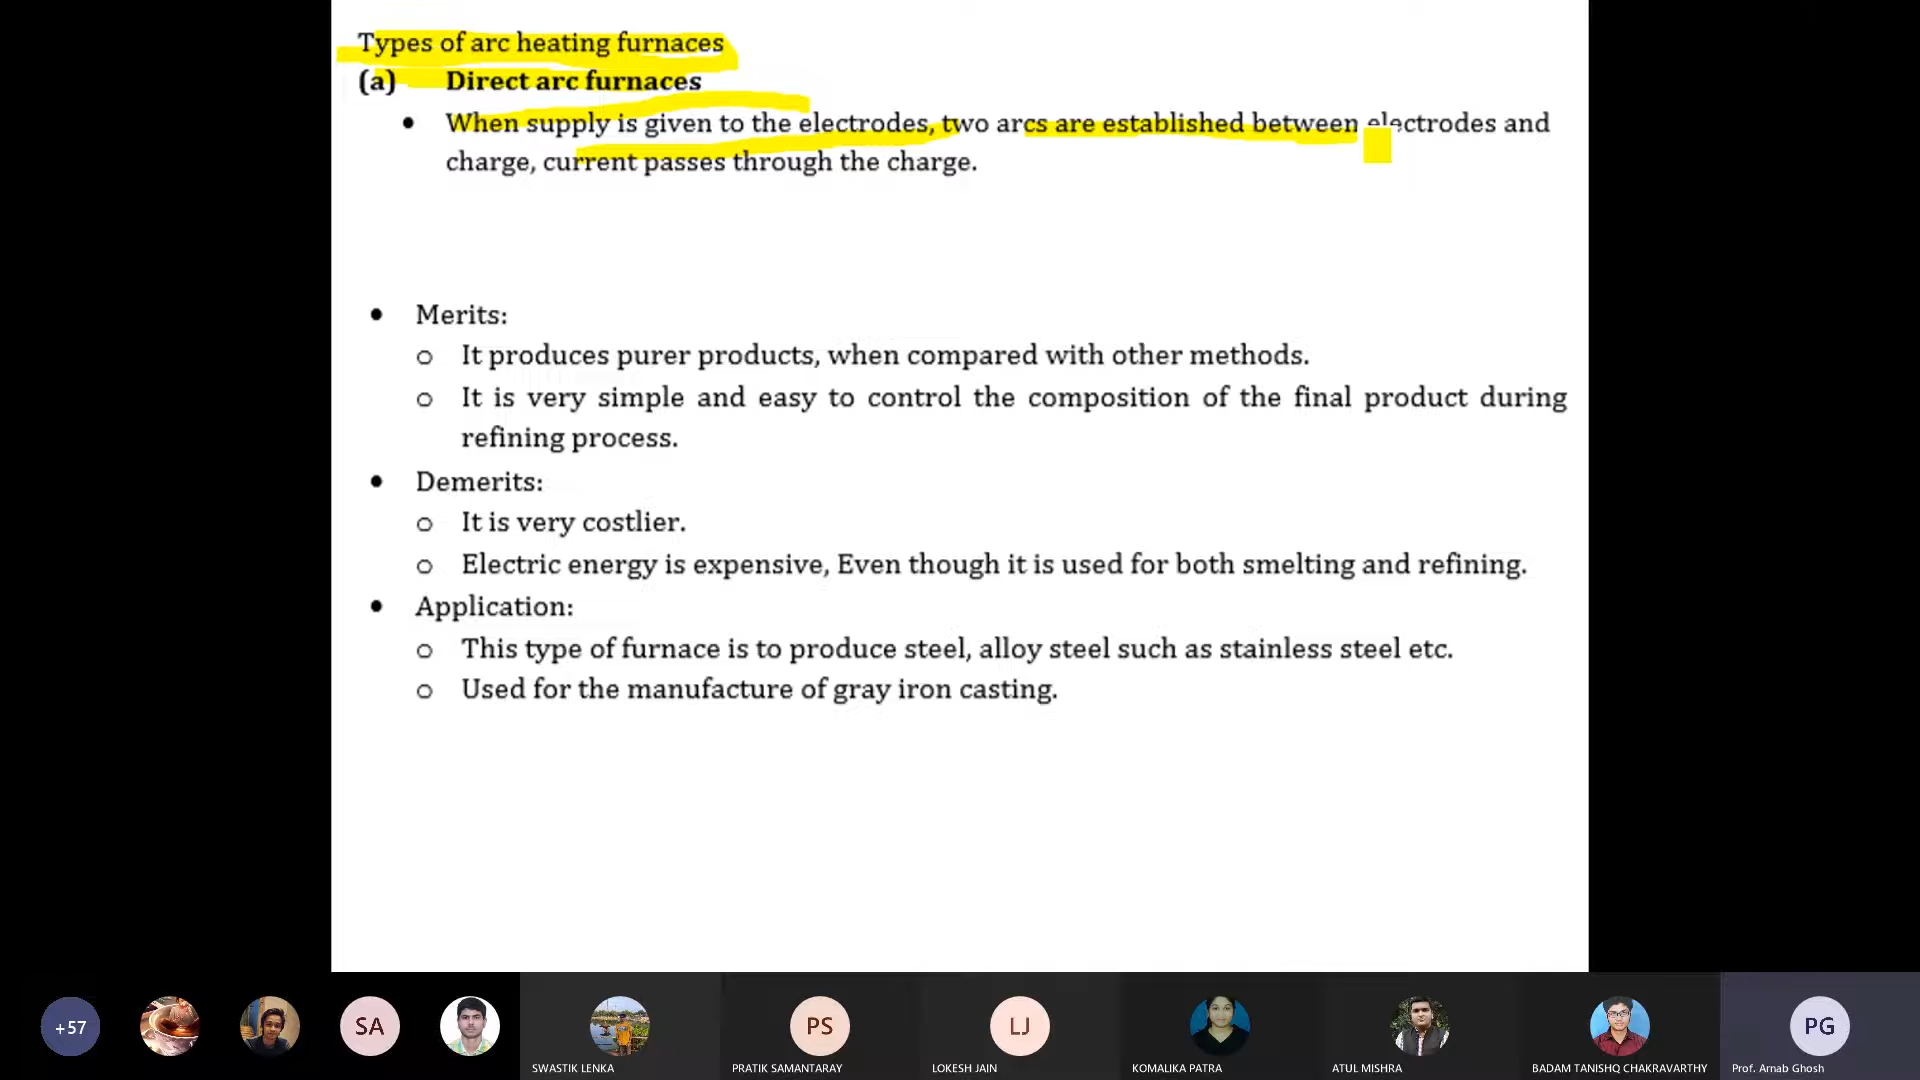 Types of arc heating furnaces
(a) Direct arc furnaces
• When supply is given to the electrodes, two arcs are established between electrodes and
charge, current passes through the charge.
• Merits:
o It produces purer products, when compared with other methods.
o It is very simple and easy to control the composition of the final product during
refining process.
• Demerits:
o It is very costlier.
o Electric energy is expensive, Even though it is used for both smelting and refining.
• Application:
o This type of furnace is to produce steel, alloy steel such as stainless steel etc.
o Used for the manufacture of gray iron casting.
+57
SA
PS
LJ
PG
SWASTIK LENKA
PRATIK SAMANTARAY
LOKESH JAIN
KOMALIKA PATRA
ATUL MISHRA
BADAM TANISHQ CHAKRAVARTHY
Prof. Arnab Ghosh